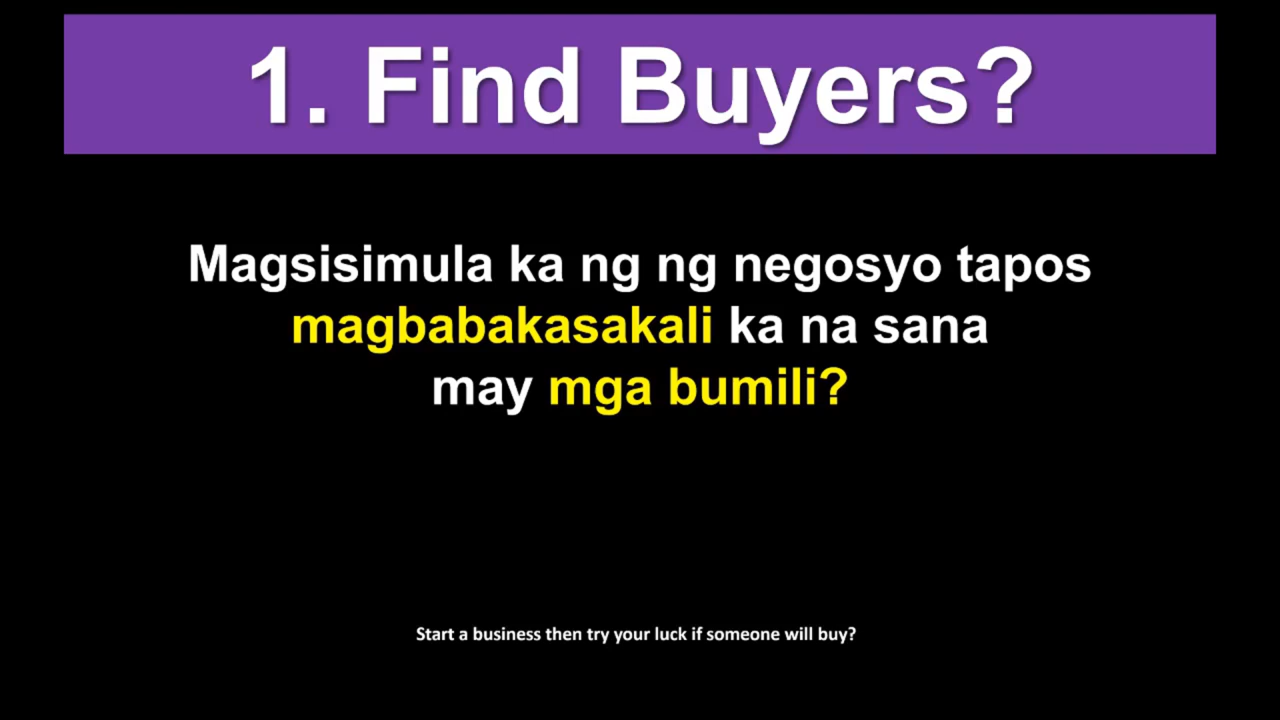 1. Find Buyers?
Magsisimula ka ng ng negosyo tapos
magbabakasakali ka na sana
may mga bumili?
Start a business then try your luck if someone will buy?